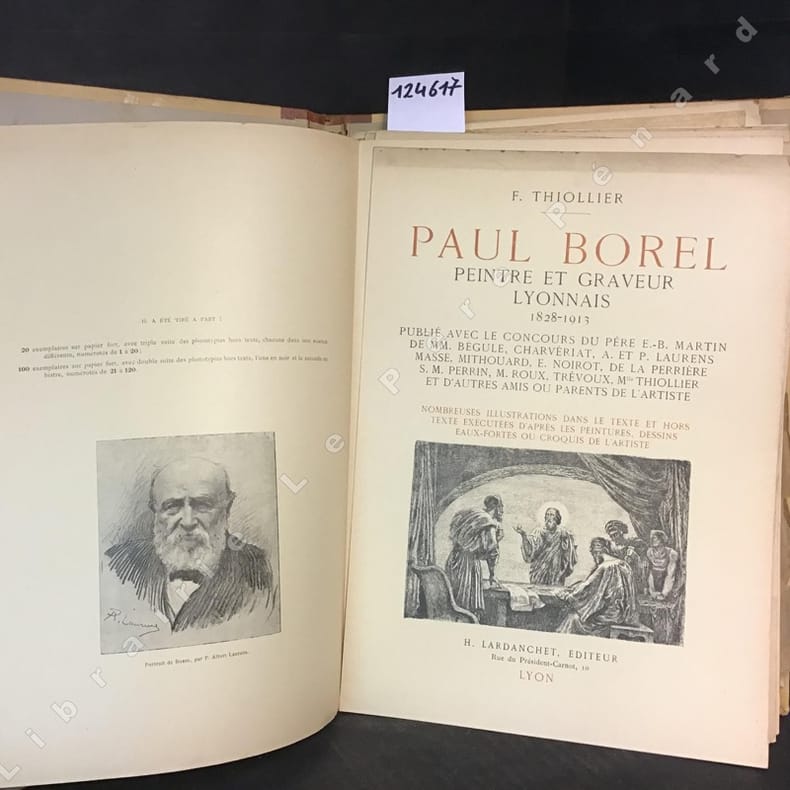 124617
IL A ÉTÉ TIRÉ A PART :
20 exemplaires sur papier fort, avec triple suite des phototypies hors texte, chacune dans une nuance
différente, numérotés de 1 à 20 ;
100 exemplaires sur papier fort, avec double suite des phototypies hors texte, l'une en noir et la seconde en
bistre, numérotés de 21 à 120.
P. A. Laurens
Portrait de Borel, par P. Albert Laurens.
F. THIOLLIER
PAUL BOREL
PEINTRE ET GRAVEUR
LYONNAIS
1828-1913
PUBLIÉ AVEC LE CONCOURS DU PÈRE E.-B. MARTIN
DE MM. BÉGULE, CHARVÉRIAT, A. ET P. LAURENS
MASSE, MITHOUARD, E. NOIROT, DE LA PERRIÈRE
S. M. PERRIN, M. ROUX, TRÉVOUX, Mlle THIOLLIER
ET D'AUTRES AMIS OU PARENTS DE L'ARTISTE
NOMBREUSES ILLUSTRATIONS DANS LE TEXTE ET HORS
TEXTE EXÉCUTÉES D'APRÈS LES PEINTURES, DESSINS
EAUX-FORTES OU CROQUIS DE L'ARTISTE
H. LARDANCHET, EDITEUR
Rue du Président-Carnot, 10
LYON
Librairie Le Père Pénard